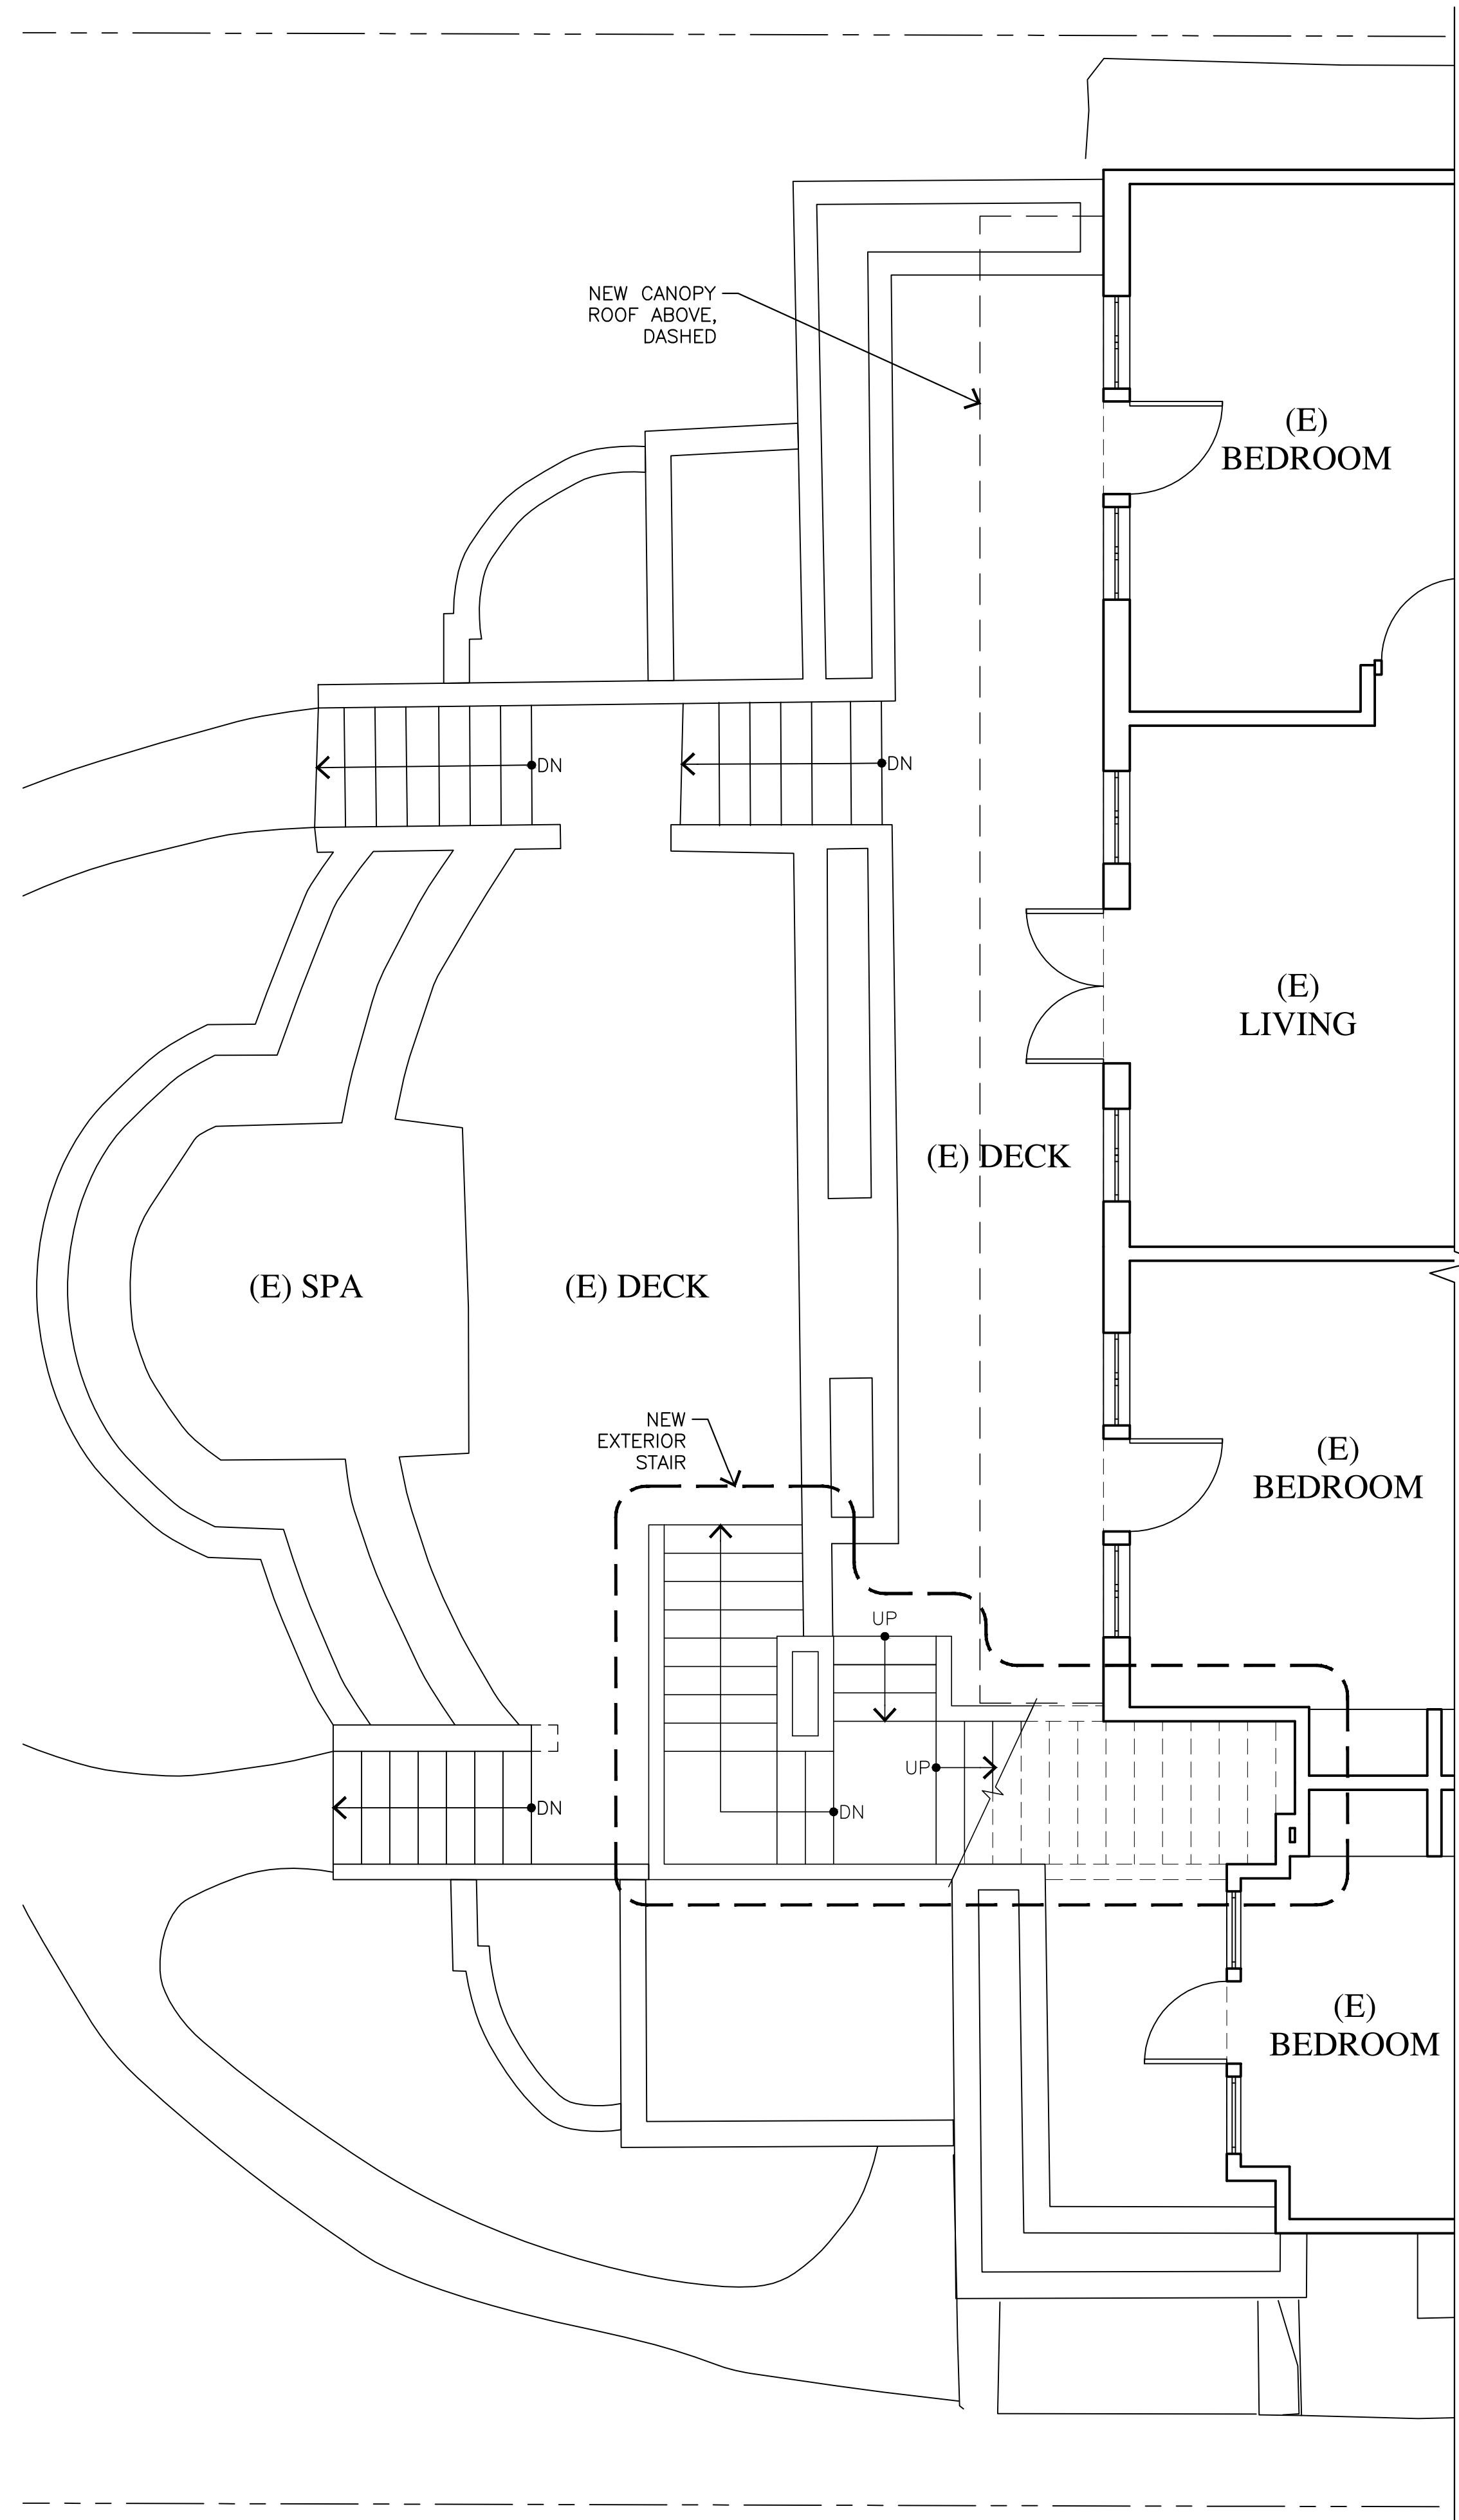 NEW CANOPY
ROOF ABOVE,
DASHED
(E)
BEDROOM
DN
DN
(E)
LIVING
(E) DECK
(E) SPA
(E) DECK
NEW
EXTERIOR
STAIR
(E)
BEDROOM
UP
UP
DN
DN
(E)
BEDROOM